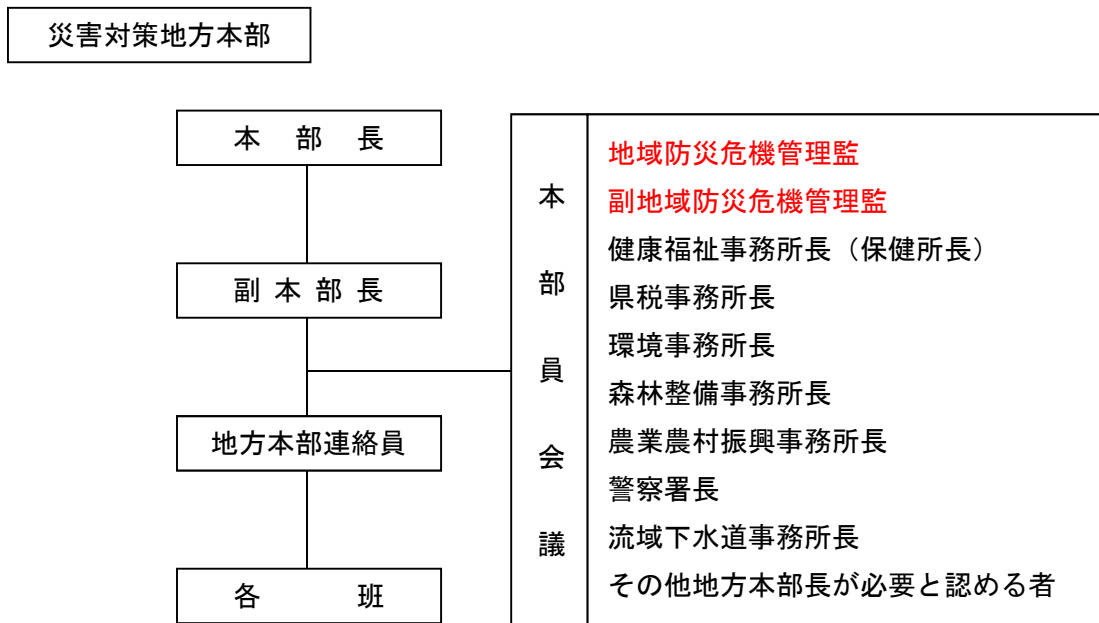 災害対策地方本部
本部長
副本部長
地方本部連絡員
各班
本部員会議
地域防災危機管理監
副地域防災危機管理監
健康福祉事務所長（保健所長）
県税事務所長
環境事務所長
森林整備事務所長
農業農村振興事務所長
警察署長
流域下水道事務所長
その他地方本部長が必要と認める者